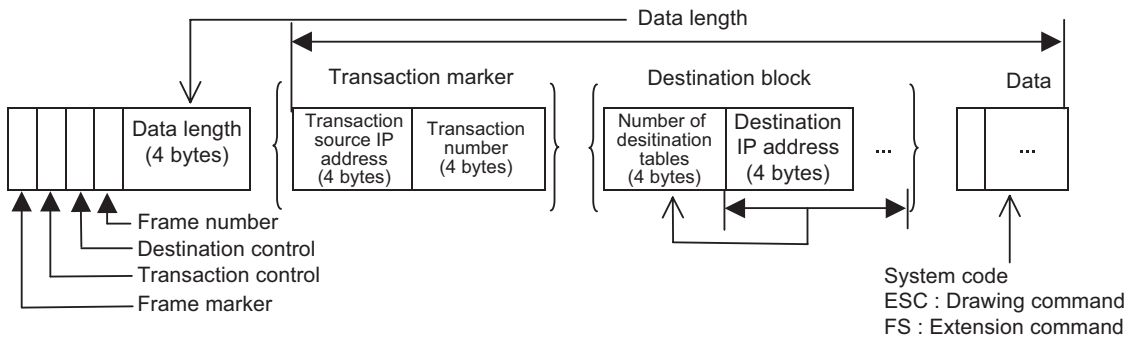 Data length
Transaction marker
Destination block
Data
Data length
(4 bytes)
Transaction
source IP
address
(4 bytes)
Transaction
number
(4 bytes)
Number of
desitination
tables
(4 bytes)
Destination
IP address
(4 bytes)
...
...
Frame number
Destination control
Transaction control
Frame marker
System code
ESC : Drawing command
FS : Extension command